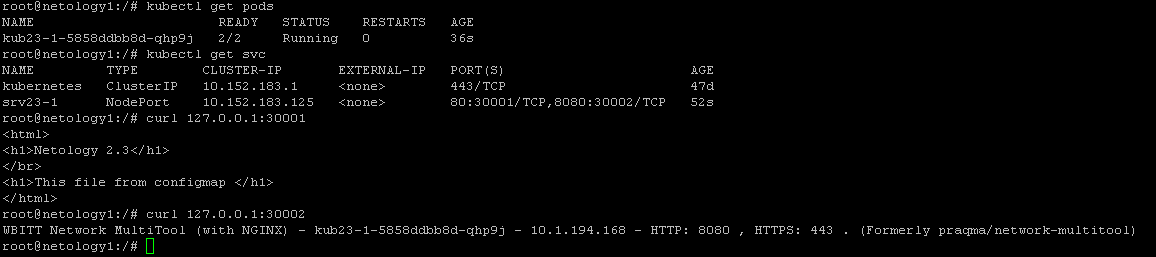 root@netology1:/# kubectl get pods
NAME                      READY   STATUS    RESTARTS   AGE
kub23-1-5858ddbb8d-qhp9j   2/2     Running   0          36s
root@netology1:/# kubectl get svc
NAME         TYPE        CLUSTER-IP       EXTERNAL-IP   PORT(S)                       AGE
kubernetes   ClusterIP   10.152.183.1     <none>        443/TCP                       47d
srv23-1      NodePort    10.152.183.125   <none>        80:30001/TCP,8080:30002/TCP   52s
root@netology1:/# curl 127.0.0.1:30001
<html>
<h1>Netology 2.3</h1>
</br>
<h1>This file from configmap </h1>
</html>
root@netology1:/# curl 127.0.0.1:30002
WBITT Network MultiTool (with NGINX) - kub23-1-5858ddbb8d-qhp9j - 10.1.194.168 - HTTP: 8080 , HTTPS: 443 . (Formerly praqma/network-multitool)
root@netology1:/#